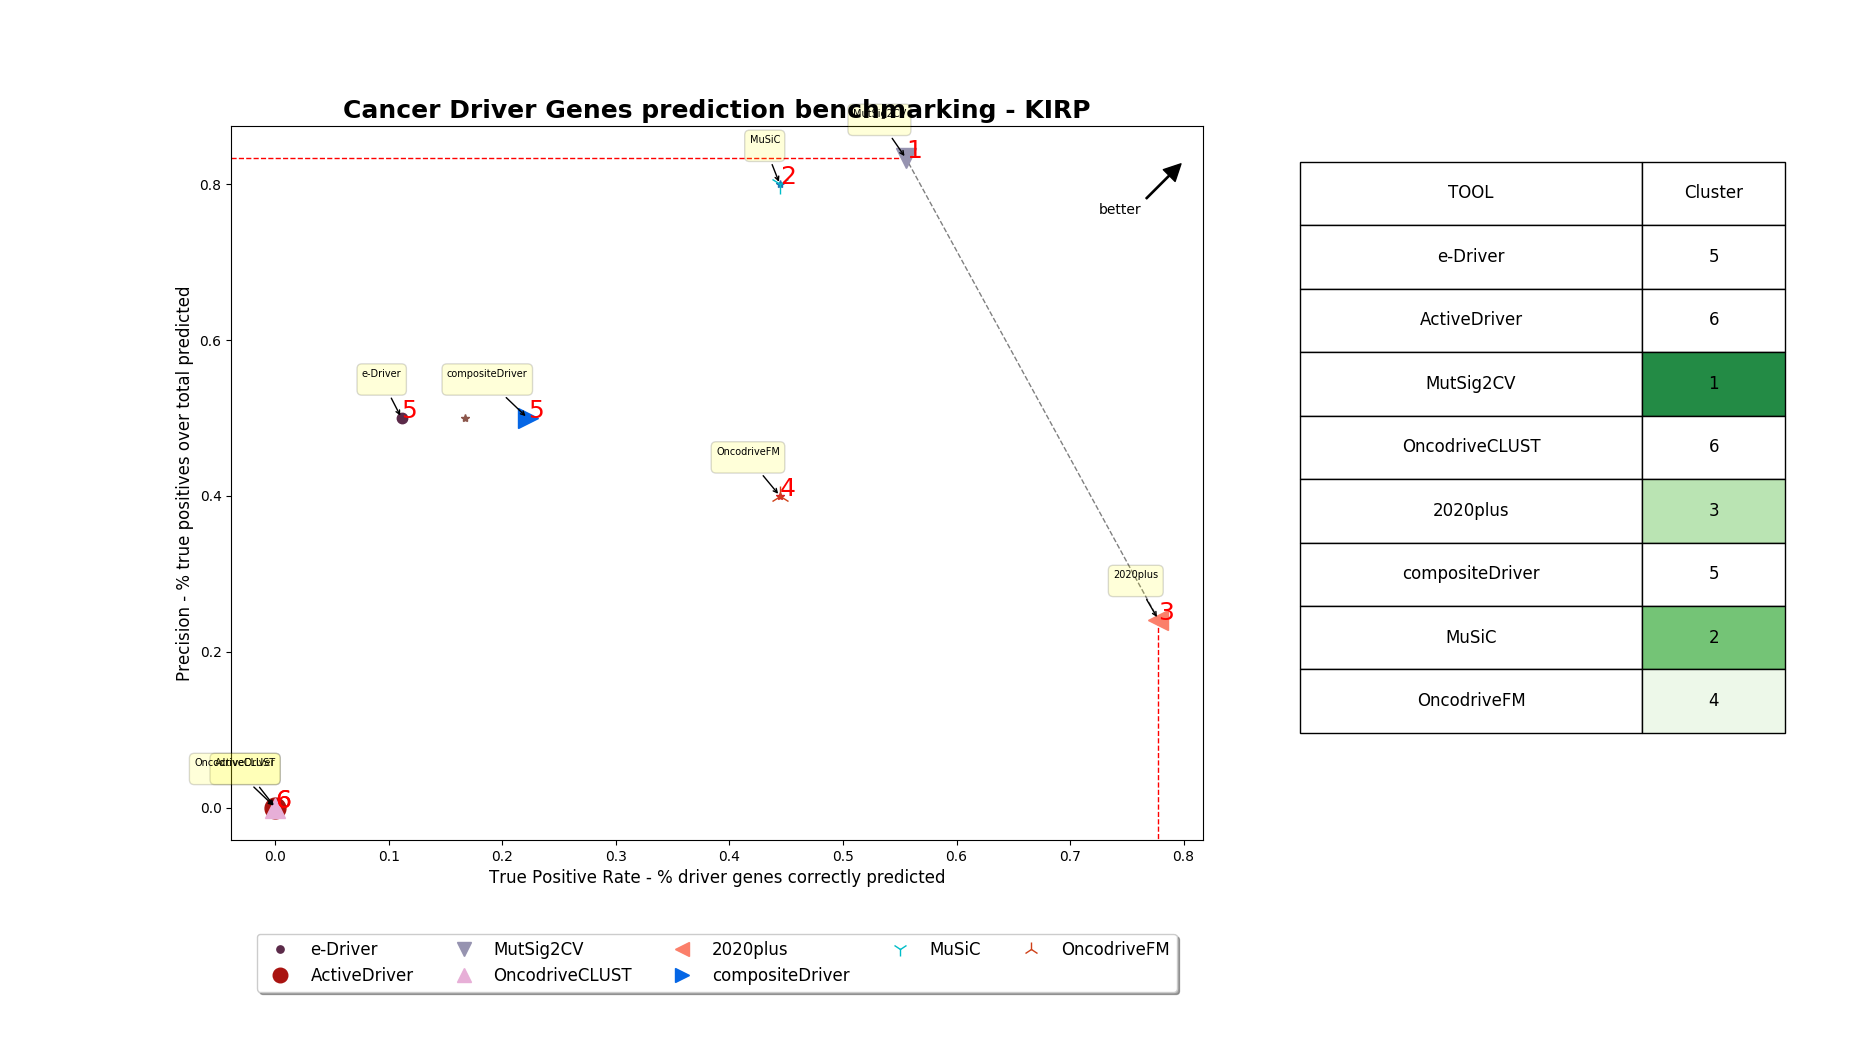 Cancer Driver Genes prediction benchmarking - KIRP
MutSig2CV
1
MuSiC
2
better
e-Driver
5
compositeDriver
5
OncodriveFM
4
2020plus
3
OncodriveCLUST
ActiveDriver
6
Precision - % true positives over total predicted
0.8
0.6
0.4
0.2
0.0
0.0 0.1 0.2 0.3 0.4 0.5 0.6 0.7 0.8
True Positive Rate - % driver genes correctly predicted
e-Driver MutSig2CV 2020plus MuSiC OncodriveFM
ActiveDriver OncodriveCLUST compositeDriver
TOOL Cluster
e-Driver 5
ActiveDriver 6
MutSig2CV 1
OncodriveCLUST 6
2020plus 3
compositeDriver 5
MuSiC 2
OncodriveFM 4